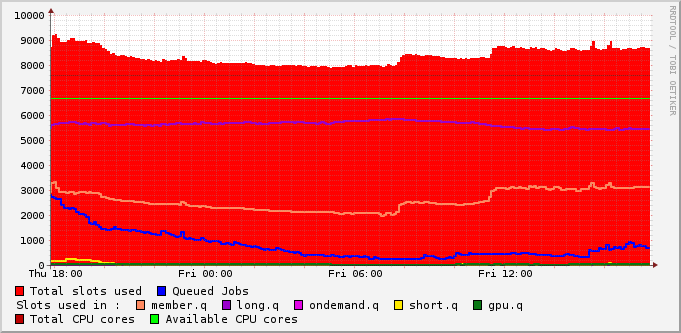 RRDTOOL / TOBI OETIKER
10000
9000
8000
7000
6000
5000
4000
3000
2000
1000
0
Thu 18:00 Fri 00:00 Fri 06:00 Fri 12:00
Total slots used Queued Jobs
Slots used in : member.q long.q ondemand.q short.q gpu.q
Total CPU cores Available CPU cores